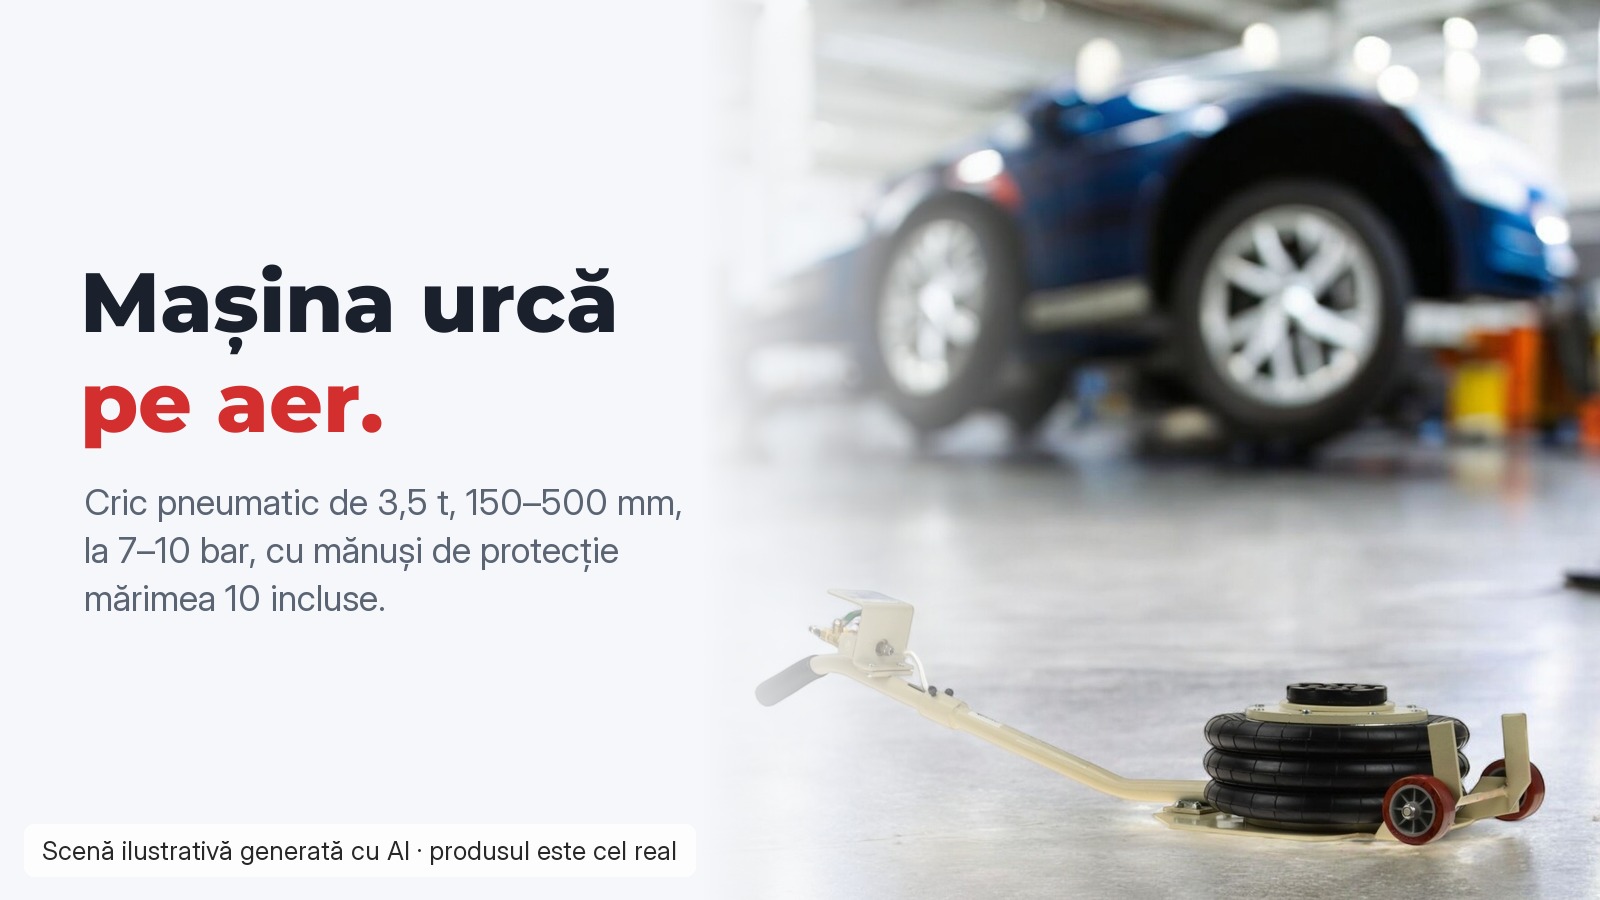 Mașina urcă
pe aer.
Cric pneumatic de 3,5 t, 150–500 mm,
la 7–10 bar, cu mănuși de protecție
mărimea 10 incluse.
Scenă ilustrativă generată cu AI · produsul este cel real